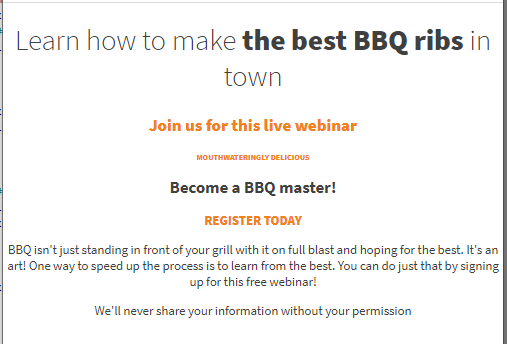 Learn how to make the best BBQ ribs in
town
Join us for this live webinar
MOUTHWATERINGLY DELICIOUS
Become a BBQ master!
REGISTER TODAY
BBQ isn't just standing in front of your grill with it on full blast and hoping for the best. It's an
art! One way to speed up the process is to learn from the best. You can do just that by signing
up for this free webinar!
We'll never share your information without your permission